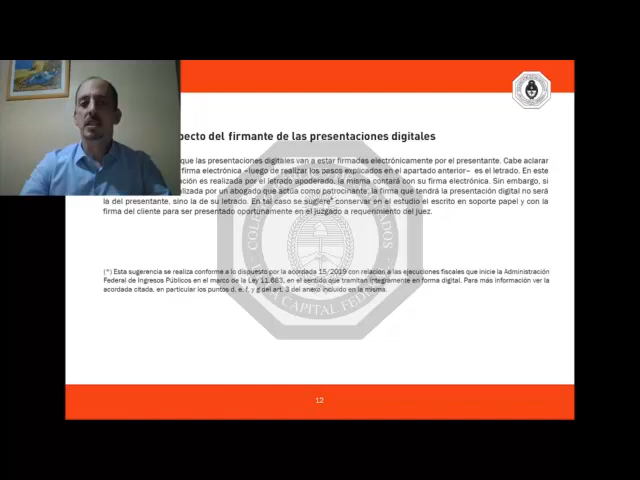 pecto del firmante de las presentaciones digitales
que las presentaciones digitales van a estar firmadas electrónicamente por el presentante. Cabe aclarar
firma electrónica –luego de realizar los pasos explicados en el apartado anterior– es el letrado. En este
ación es realizada por el letrado apoderado, la misma contará con su firma electrónica. Sin embargo, si
alizada por un abogado que actúa como patrocinante, la firma que tendrá la presentación digital no será
la del presentante, sino la de su letrado. En tal caso se sugiere* conservar en el estudio el escrito en soporte papel y con la
firma del cliente para ser presentado oportunamente en el juzgado a requerimiento del juez.
(*) Esta sugerencia se realiza conforme a lo dispuesto por la acordada 15/2019 con relación a las ejecuciones fiscales que inicie la Administración
Federal de Ingresos Públicos en el marco de la Ley 11.683, en el sentido que tramitan íntegramente en forma digital. Para más información ver la
acordada citada, en particular los puntos d, e, f, y g del art. 3 del anexo incluido en la misma.
12